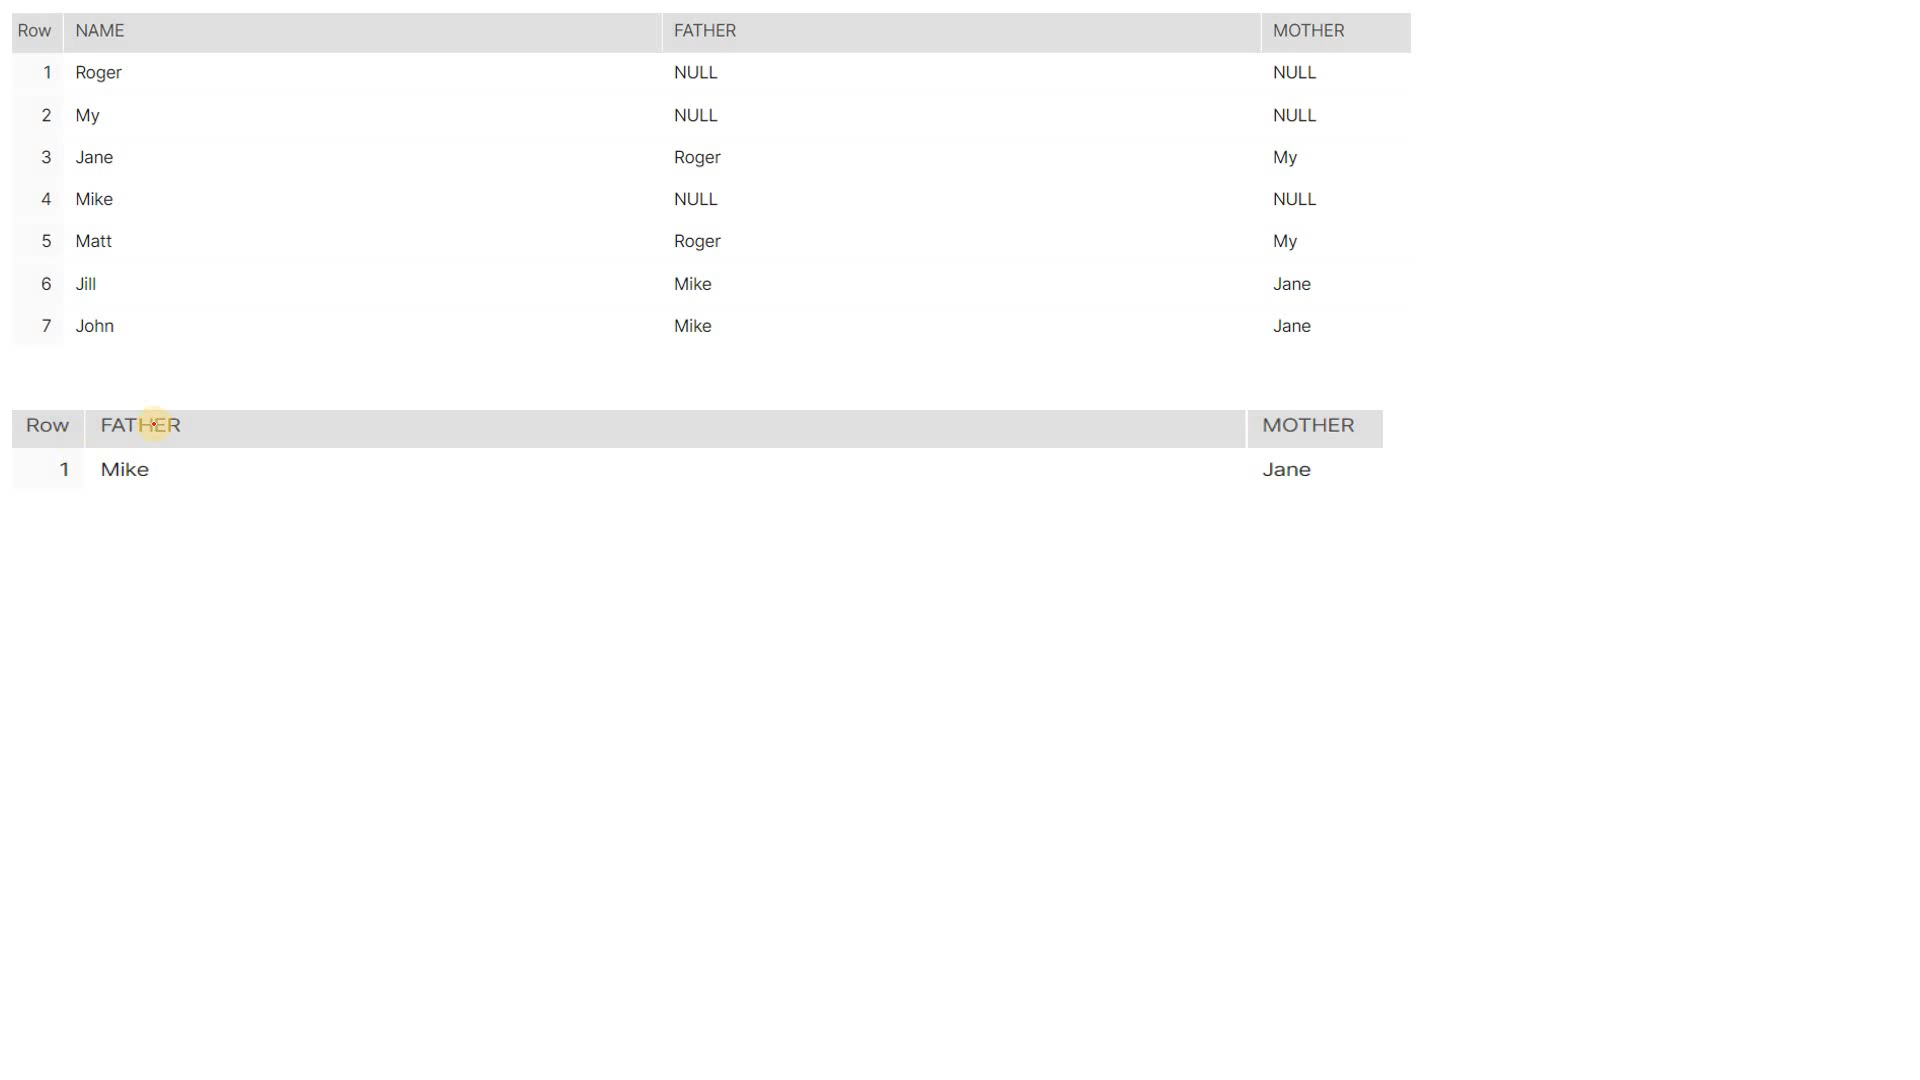 Row NAME FATHER MOTHER
1 Roger NULL NULL
2 My NULL NULL
3 Jane Roger My
4 Mike NULL NULL
5 Matt Roger My
6 Jill Mike Jane
7 John Mike Jane
Row FATHER MOTHER
1 Mike Jane